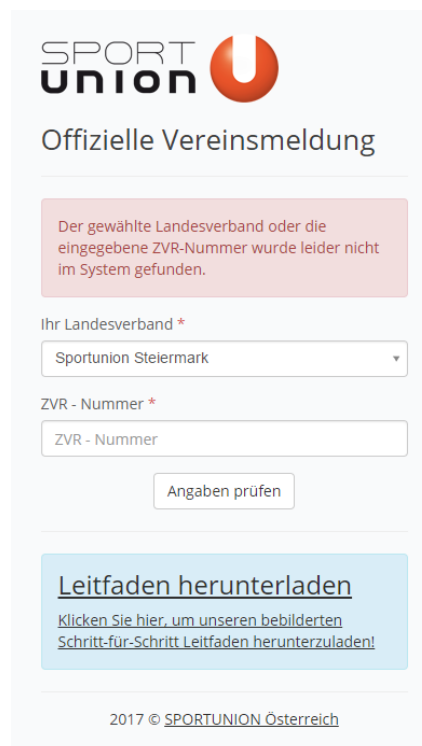 SPORT
union
Offizielle Vereinsmeldung
Der gewählte Landesverband oder die
eingegebene ZVR-Nummer wurde leider nicht
im System gefunden.
Ihr Landesverband *
Sportunion Steiermark
ZVR - Nummer *
ZVR - Nummer
Angaben prüfen
Leitfaden herunterladen
Klicken Sie hier, um unseren bebilderten
Schritt-für-Schritt Leitfaden herunterzuladen!
2017 © SPORTUNION Österreich